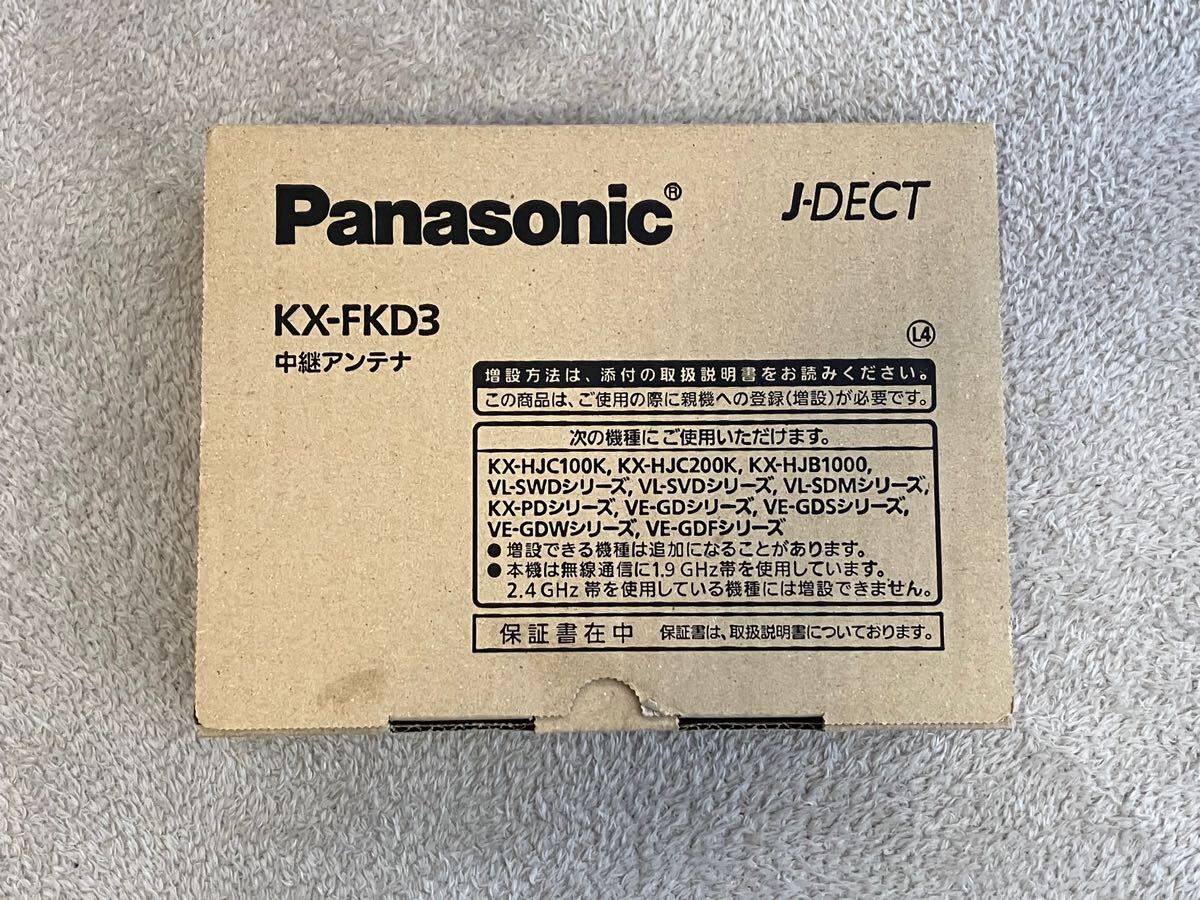 Panasonic®
J-DECT
KX-FKD3
中継アンテナ
L4
増設方法は、添付の取扱説明書をお読みください。
この商品は、ご使用の際に親機への登録(増設)が必要です。
次の機種にご使用いただけます。
KX-HJC100K, KX-HJC200K, KX-HJB1000,
VL-SWDシリーズ, VL-SVDシリーズ, VL-SDMシリーズ,
KX-PDシリーズ, VE-GDシリーズ, VE-GDSシリーズ,
VE-GDWシリーズ, VE-GDFシリーズ
●増設できる機種は追加になることがあります。
●本機は無線通信に1.9 GHz帯を使用しています。
2.4 GHz 帯を使用している機種には増設できません。
保証書在中 保証書は、取扱説明書についております。